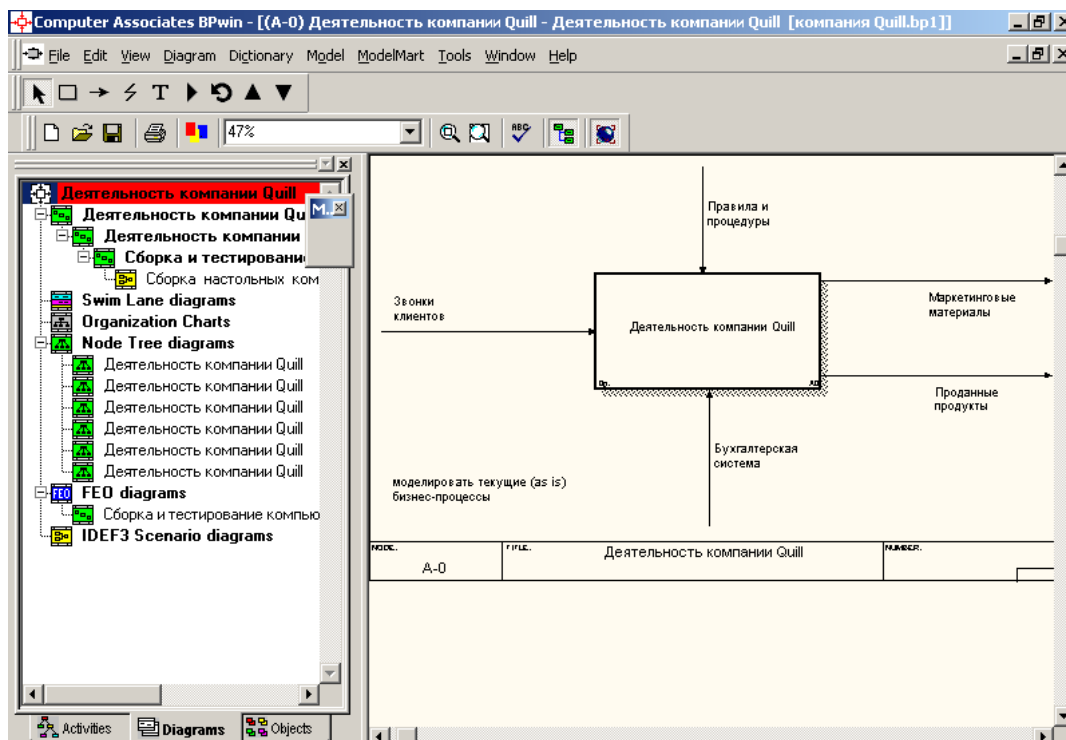 Computer Associates BPwin - [(A-0) Деятельность компании Quill - Деятельность компании Quill [компания Quill.bp1]]
File Edit View Diagram Dictionary Model ModelMart Tools Window Help
T
47%
ABC
Деятельность компании Quill
M..
Деятельность компании Qu
Деятельность компании
Сборка и тестирование
Сборка настольных ком
Swim Lane diagrams
Organization Charts
Node Tree diagrams
Деятельность компании Quill
Деятельность компании Quill
Деятельность компании Quill
Деятельность компании Quill
Деятельность компании Quill
Деятельность компании Quill
FEO diagrams
Сборка и тестирование компью
IDEF3 Scenario diagrams
Activities Diagrams Objects
Правила и
процедуры
Звонки
клиентов
Деятельность компании Quill
0р.
A0
Маркетинговые
материалы
Проданные
продукты
Бухгалтерская
система
моделировать текущие (as is)
бизнес-процессы
NODE:
A-0
TITLE:
Деятельность компании Quill
NUMBER: